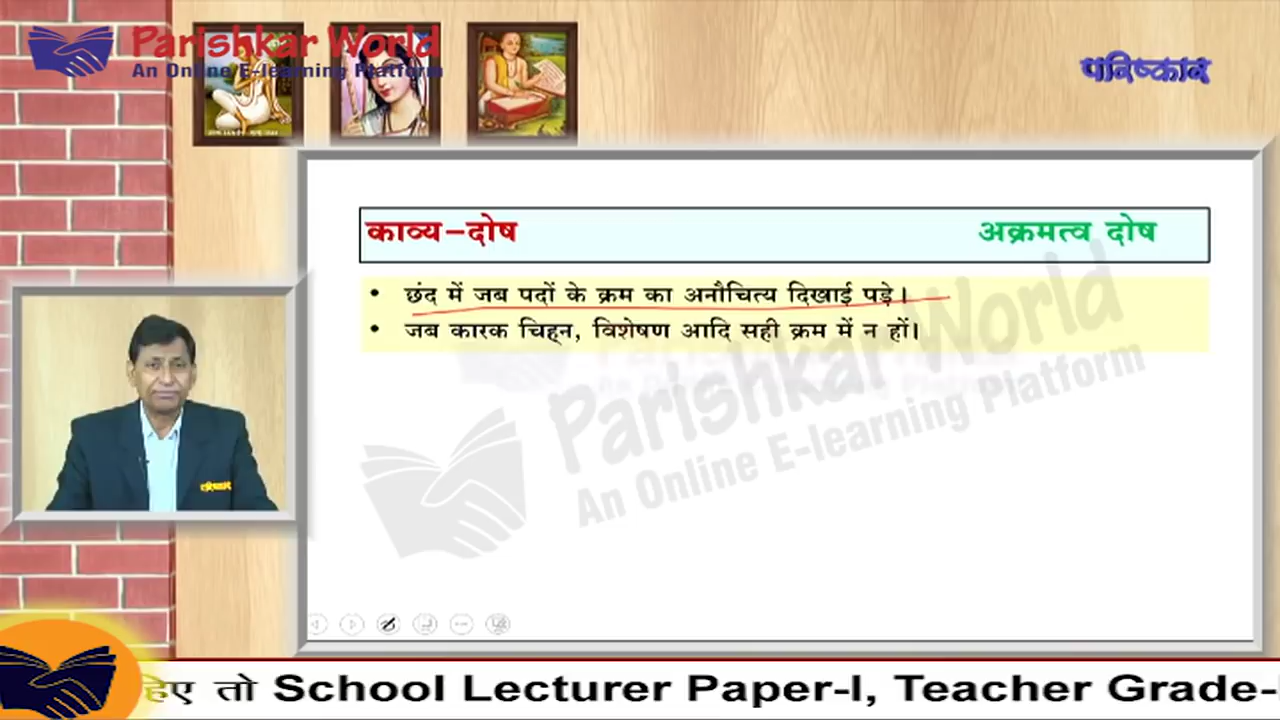 Parishkar World
An Online E-learning Platform
परिष्कार
काव्य-दोष
अक्रमत्व दोष
• छंद में जब पदों के क्रम का अनौचित्य दिखाई पड़े।
• जब कारक चिह्न, विशेषण आदि सही क्रम में न हों।
Parishkar World
An Online E-learning Platform
परिष्कार
हिए तो School Lecturer Paper-I, Teacher Grade-